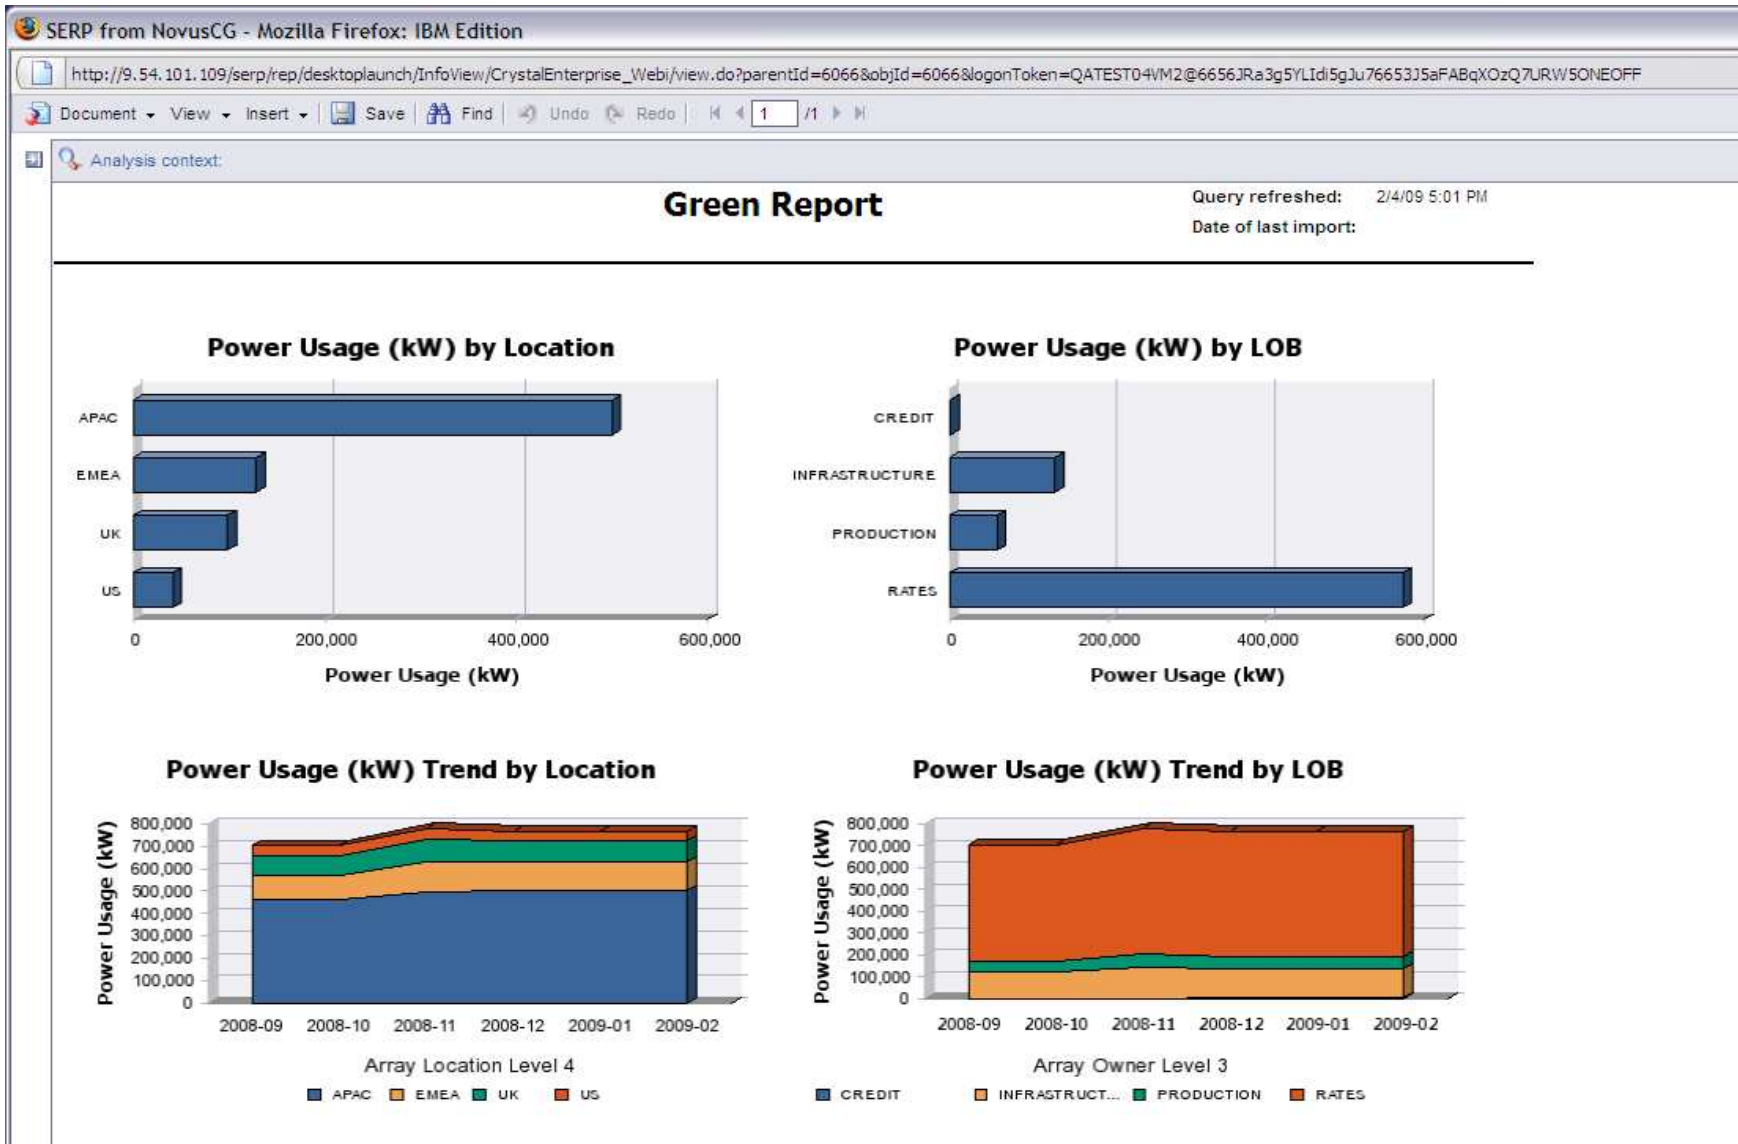 SERP from NovusCG - Mozilla Firefox: IBM Edition
http://9.54.101.109/serp/rep/desktoplaunch/InfoView/CrystalEnterprise_Webi/view.do?parentId=6066&objId=6066&logonToken=QATEST04VM2@6656JRa3g5YLIdi5gJu76653J5aFABqXOzQ7URW5ONEOFF
Document View Insert Save Find Undo Redo 1 /1
Analysis context:
Green Report
Query refreshed: 2/4/09 5:01 PM
Date of last import:
Power Usage (kW) by Location
APAC
EMEA
UK
US
0 200,000 400,000 600,000
Power Usage (kW)
Power Usage (kW) by LOB
CREDIT
INFRASTRUCTURE
PRODUCTION
RATES
0 200,000 400,000 600,000
Power Usage (kW)
Power Usage (kW) Trend by Location
Power Usage (kW)
800,000
700,000
600,000
500,000
400,000
300,000
200,000
100,000
0
2008-09 2008-10 2008-11 2008-12 2009-01 2009-02
Array Location Level 4
APAC EMEA UK US
Power Usage (kW) Trend by LOB
Power Usage (kW)
800,000
700,000
600,000
500,000
400,000
300,000
200,000
100,000
0
2008-09 2008-10 2008-11 2008-12 2009-01 2009-02
Array Owner Level 3
CREDIT INFRASTRUCT... PRODUCTION RATES